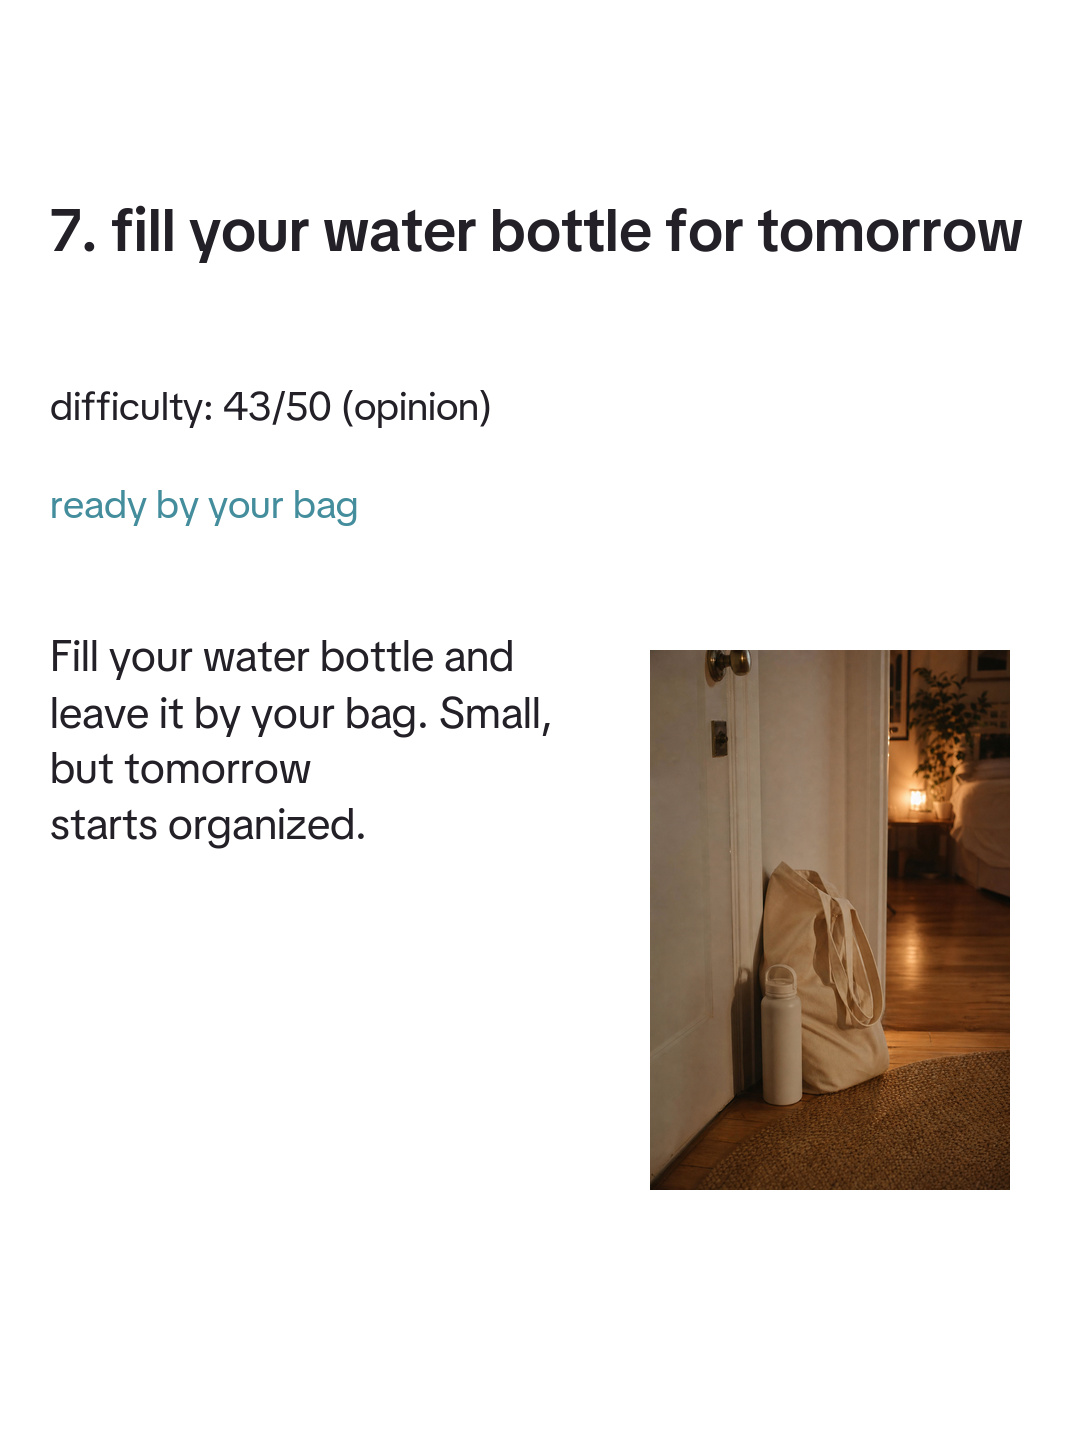 7. fill your water bottle for tomorrow
difficulty: 43/50 (opinion)
ready by your bag
Fill your water bottle and
leave it by your bag. Small,
but tomorrow
starts organized.